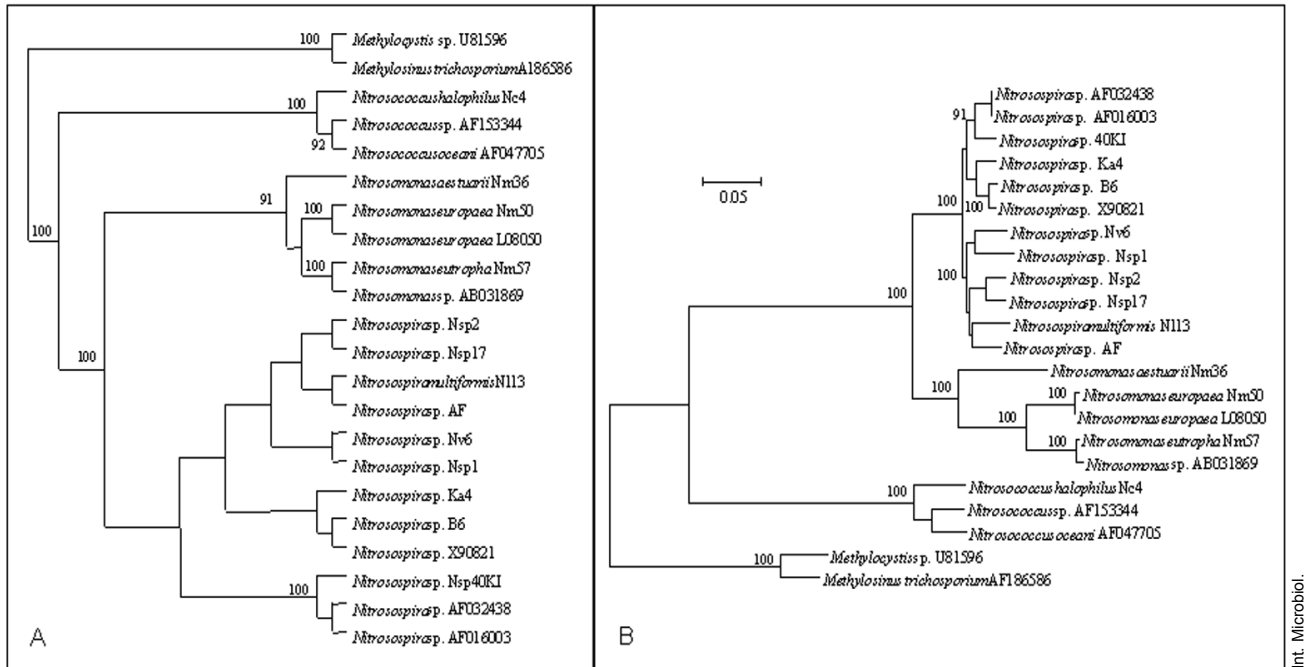 100
Methylocystis sp. U81596
Methylosinus trichosporium A186586
100
Nitrosococcus halophilus Nc4
Nitrosococcus sp. AF153344
92
Nitrosococcus oceani AF047705
Nitrosomonas aestuarii Nm36
91
100
Nitrosomonas europaea Nm50
100
Nitrosomonas europaea L08050
100
Nitrosomonas eutropha Nm57
Nitrosomonas sp. AB031869
Nitrosospira sp. Nsp2
100
Nitrosospira sp. Nsp17
Nitrosospira multiformis N113
Nitrosospira sp. AF
Nitrosospira sp. Nv6
Nitrosospira sp. Nsp1
Nitrosospira sp. Ka4
Nitrosospira sp. B6
Nitrosospira sp. X90821
100
Nitrosospira sp. Nsp40KI
Nitrosospira sp. AF032438
A
Nitrosospira sp. AF016003
Nitrosospira sp. AF032438
91
Nitrosospira sp. AF016003
Nitrosospira sp. 40KI
Nitrosospira sp. Ka4
0.05
Nitrosospira sp. B6
100
100
Nitrosospira sp. X90821
Nitrosospira sp. Nv6
Nitrosospira sp. Nsp1
100
Nitrosospira sp. Nsp2
100
Nitrosospira sp. Nsp17
Nitrosospira multiformis N113
Nitrosospira sp. AF
Nitrosomonas aestuarii Nm36
100
100
Nitrosomonas europaea Nm50
100
Nitrosomonas europaea L08050
100
Nitrosomonas eutropha Nm57
Nitrosomonas sp. AB031869
100
Nitrosococcus halophilus Nc4
Nitrosococcus sp. AF153344
Nitrosococcus oceani AF047705
100
Methylocystis sp. U81596
Methylosinus trichosporium AF186586
B
Int. Microbiol.